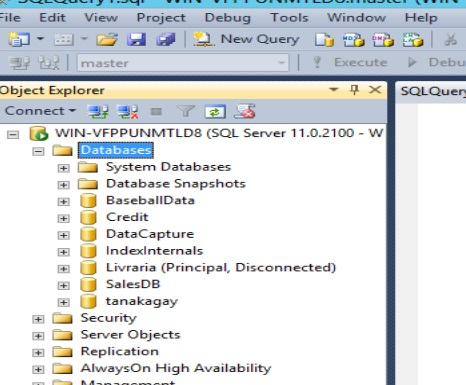 SQLQuery1.sql - WIN-VFPPUNMTLD8.master (WIN
File Edit View Project Debug Tools Window Help
New Query
master Execute Debu
Object Explorer SQLQuery
Connect
WIN-VFPPUNMTLD8 (SQL Server 11.0.2100 - W
Databases
System Databases
Database Snapshots
BaseballData
Credit
DataCapture
IndexInternals
Livraria (Principal, Disconnected)
SalesDB
tanakagay
Security
Server Objects
Replication
AlwaysOn High Availability
Management